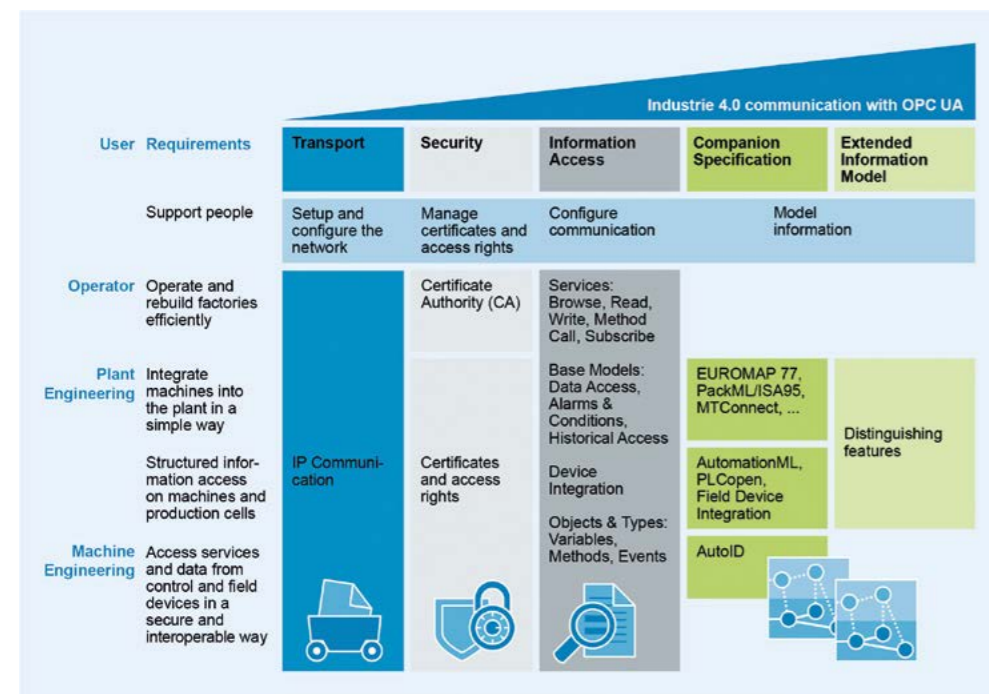 Industrie 4.0 communication with OPC UA
User Requirements
Transport
Security
Information
Access
Companion
Specification
Extended
Information
Model
Support people
Setup and
configure the
network
Manage
certificates and
access rights
Configure
communication
Model
information
Operator
Operate and
rebuild factories
efficiently
Certificate
Authority (CA)
Services:
Browse, Read,
Write, Method
Call, Subscribe
Plant
Engineering
Integrate
machines into
the plant in a
simple way
Base Models:
Data Access,
Alarms &
Conditions,
Historical Access
EUROMAP 77,
PackML/ISA95,
MTConnect, ...
Distinguishing
features
Structured infor-
mation access
on machines and
production cells
IP Communi-
cation
Certificates
and access
rights
Device
Integration
AutomationML,
PLCopen,
Field Device
Integration
Machine
Engineering
Access services
and data from
control and field
devices in a
secure and
interoperable way
Objects & Types:
Variables,
Methods, Events
AutoID